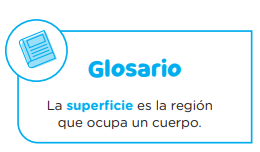 Glosario
La superficie es la región
que ocupa un cuerpo.